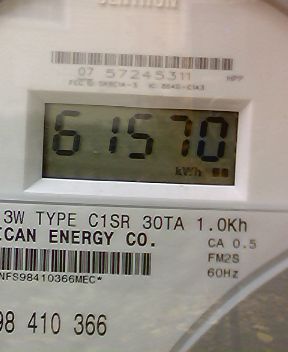 07 57245311 HPP
61570
kWh
3W TYPE C1SR 30TA 1.0Kh
ICAN ENERGY CO.
CA 0.5
FM2S
60Hz
NFS98410366MEC*
98 410 366